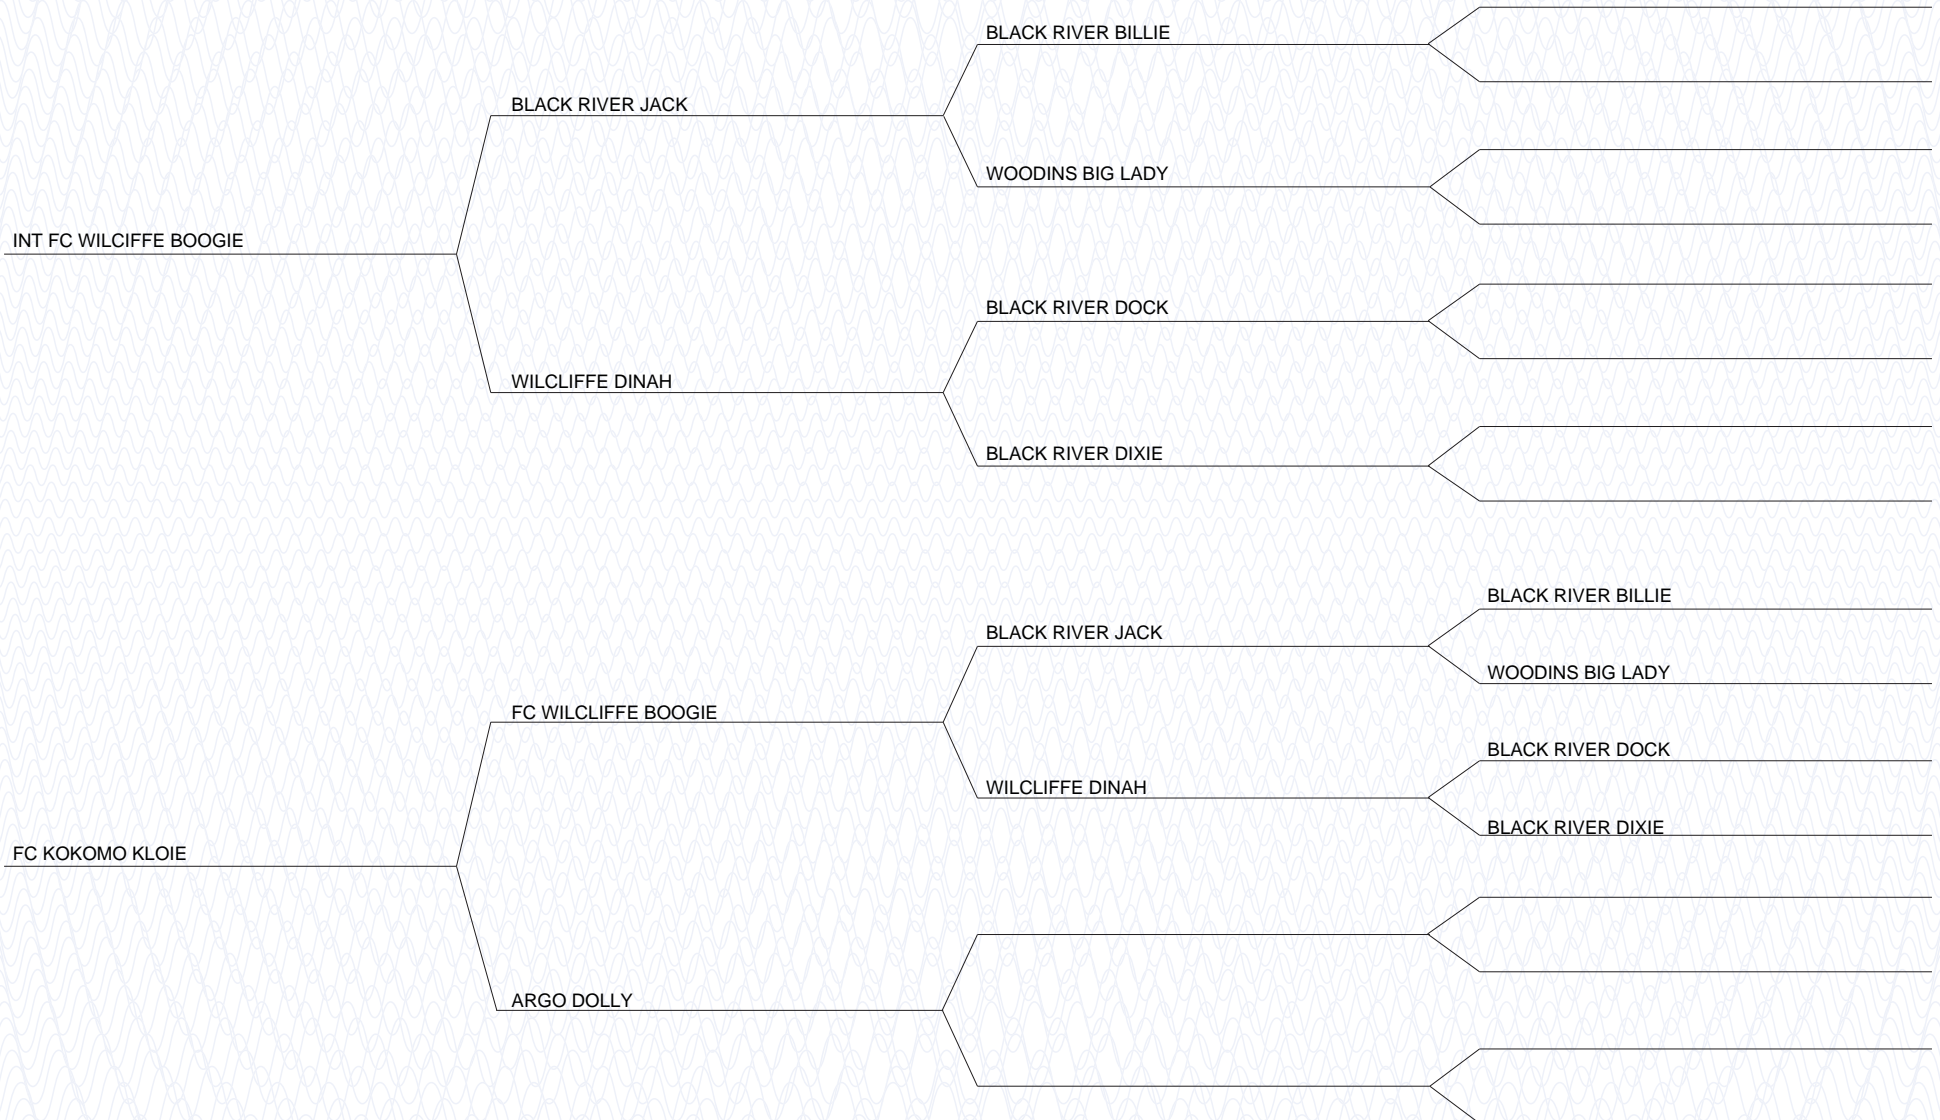 BLACK RIVER BILLIE
BLACK RIVER JACK
WOODINS BIG LADY
INT FC WILCIFFE BOOGIE
BLACK RIVER DOCK
WILCLIFFE DINAH
BLACK RIVER DIXIE
BLACK RIVER BILLIE
BLACK RIVER JACK
WOODINS BIG LADY
FC WILCLIFFE BOOGIE
BLACK RIVER DOCK
WILCLIFFE DINAH
BLACK RIVER DIXIE
FC KOKOMO KLOIE
ARGO DOLLY